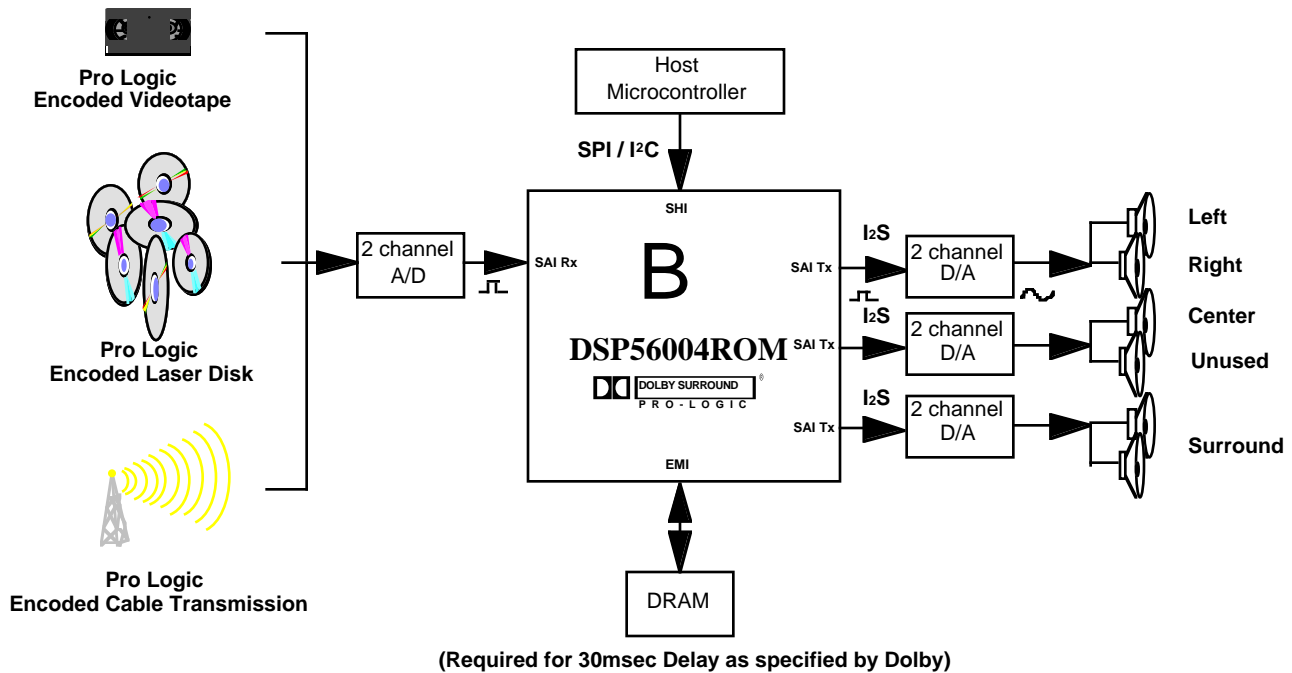 Pro Logic
Encoded Videotape
Pro Logic
Encoded Laser Disk
Pro Logic
Encoded Cable Transmission
2 channel
A/D
Host
Microcontroller
SPI / I2C
SHI
SAI Rx
B
DSP56004ROM
DOLBY SURROUND ®
PRO-LOGIC
EMI
SAI Tx
SAI Tx
SAI Tx
I2S
2 channel
D/A
I2S
2 channel
D/A
I2S
2 channel
D/A
Left
Right
Center
Unused
Surround
DRAM
(Required for 30msec Delay as specified by Dolby)